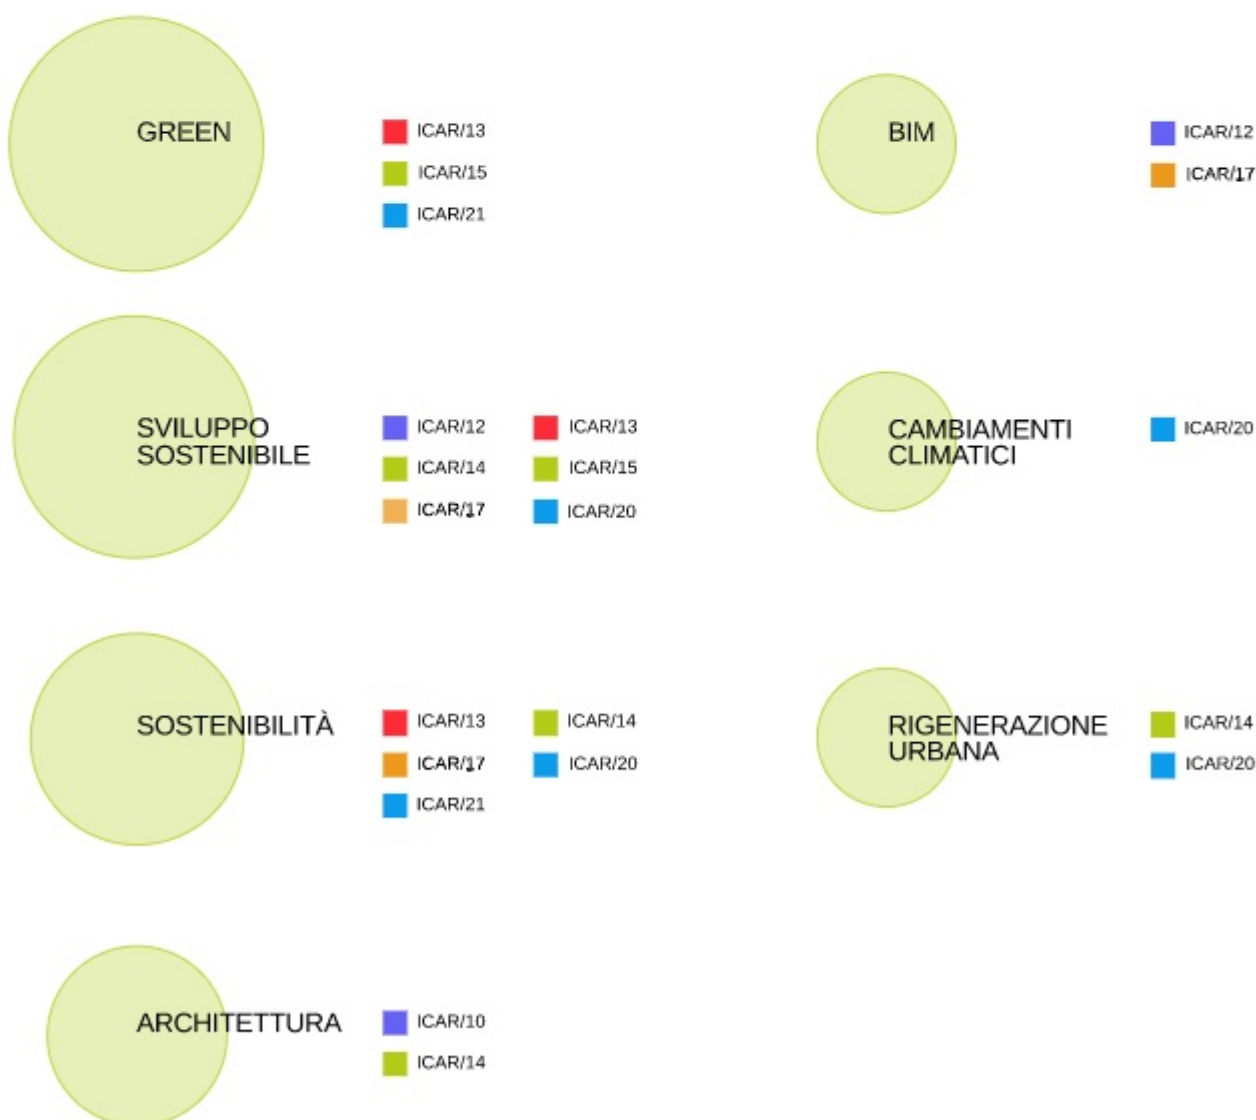 GREEN
ICAR/13
ICAR/15
ICAR/21
BIM
ICAR/12
ICAR/17
SVILUPPO
SOSTENIBILE
ICAR/12
ICAR/13
ICAR/14
ICAR/15
ICAR/17
ICAR/20
CAMBIAMENTI
CLIMATICI
ICAR/20
SOSTENIBILITÀ
ICAR/13
ICAR/14
ICAR/17
ICAR/20
ICAR/21
RIGENERAZIONE
URBANA
ICAR/14
ICAR/20
ARCHITETTURA
ICAR/10
ICAR/14